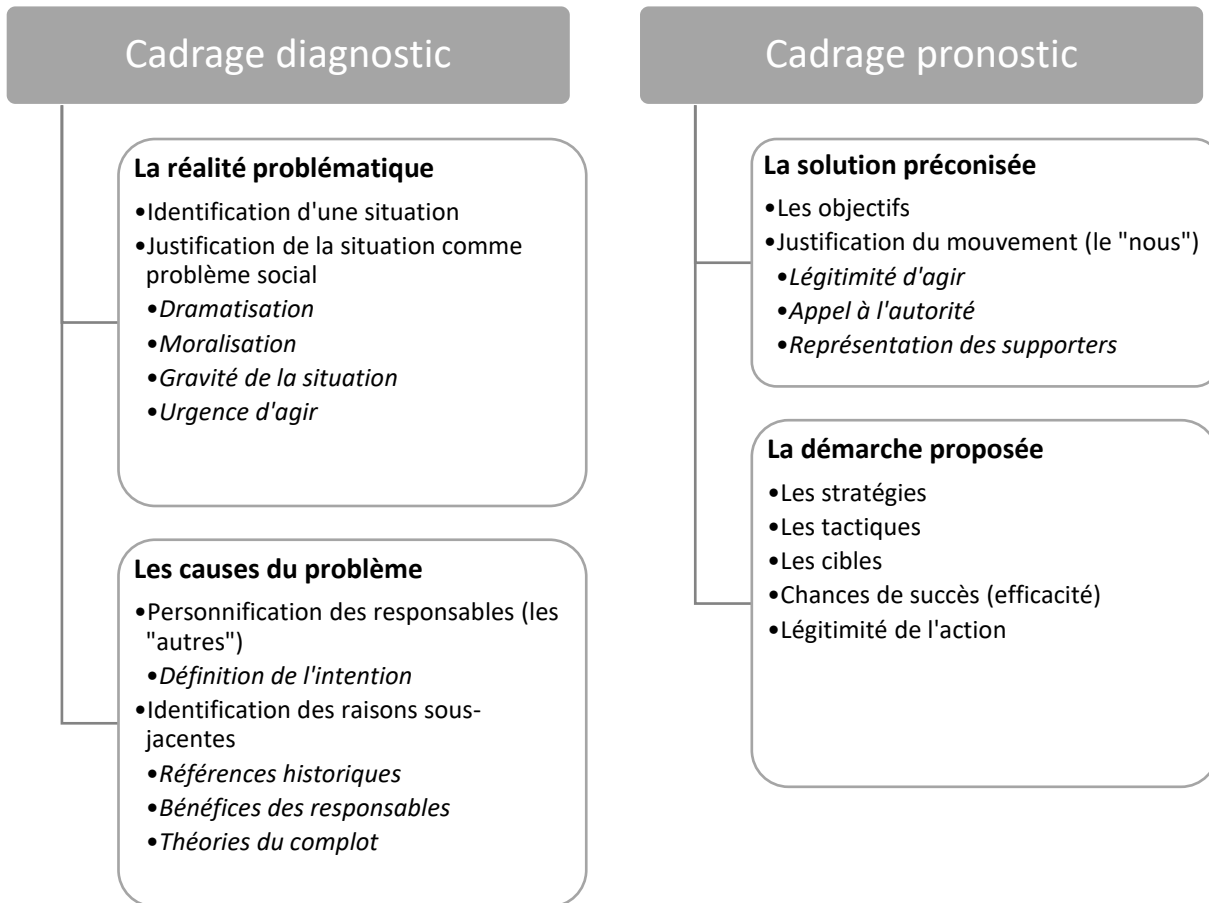 Cadrage diagnostic
La réalité problématique
•Identification d'une situation
•Justification de la situation comme
problème social
•Dramatisation
•Moralisation
•Gravité de la situation
•Urgence d'agir
Les causes du problème
•Personnification des responsables (les
"autres")
•Définition de l'intention
•Identification des raisons sous-
jacentes
•Références historiques
•Bénéfices des responsables
•Théories du complot
Cadrage pronostic
La solution préconisée
•Les objectifs
•Justification du mouvement (le "nous")
•Légitimité d'agir
•Appel à l'autorité
•Représentation des supporters
La démarche proposée
•Les stratégies
•Les tactiques
•Les cibles
•Chances de succès (efficacité)
•Légitimité de l'action